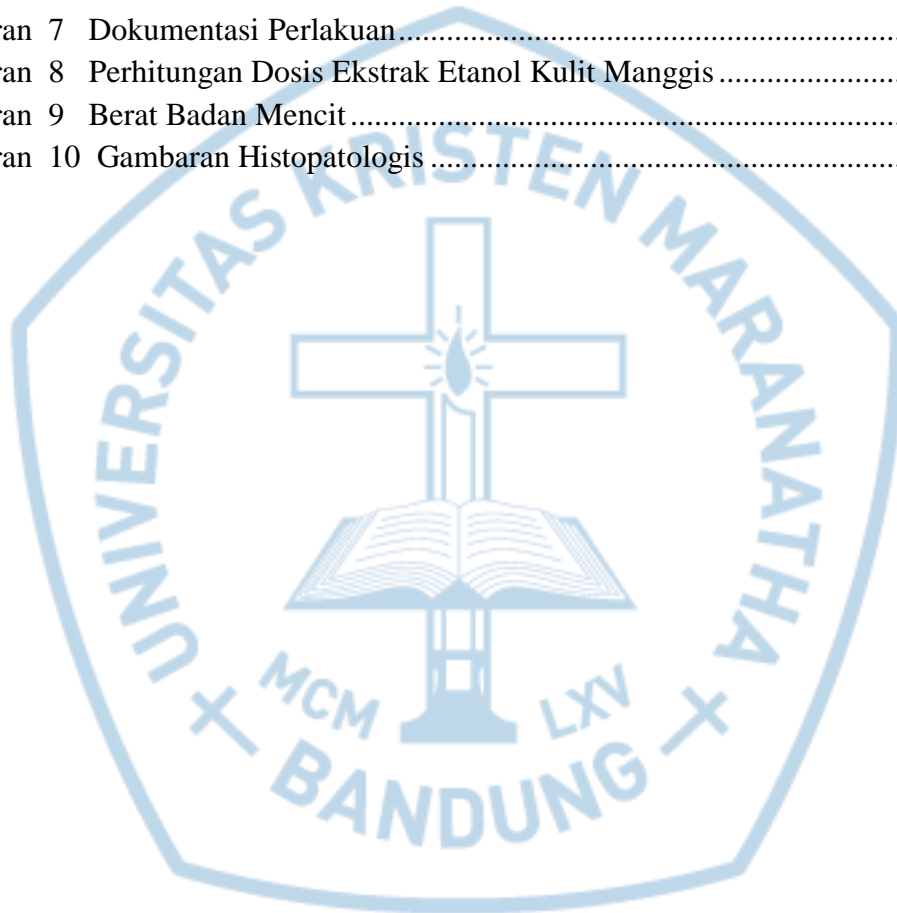 ran 7 Dokumentasi Perlakuan
ran 8 Perhitungan Dosis Ekstrak Etanol Kulit Manggis
ran 9 Berat Badan Mencit
ran 10 Gambaran Histopatologis
UNIVERSITAS KRISTEN MARANATHA
MCM LXV
BANDUNG